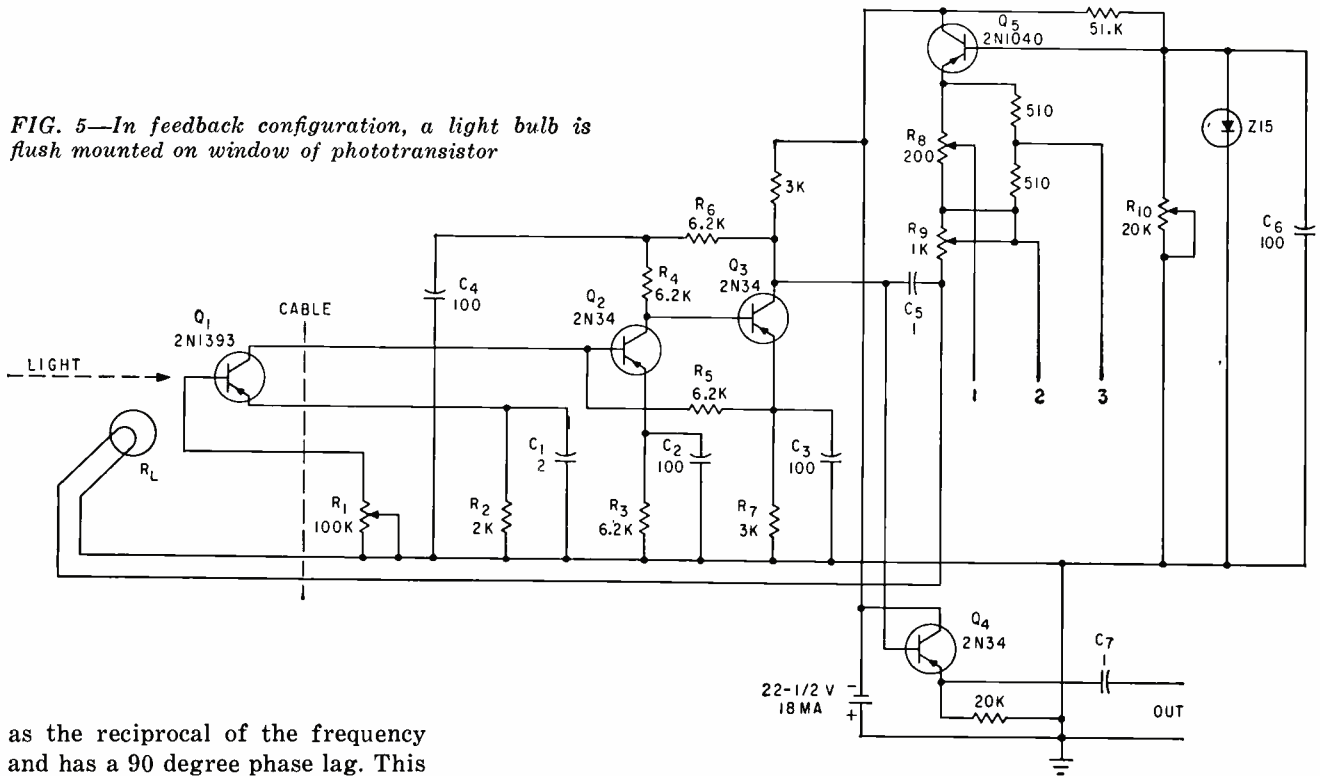 FIG. 5—In feedback configuration, a light bulb is
flush mounted on window of phototransistor
Q5
2N1040
51.K
510
R8
200
510
Z15
R10
20K
C6
100
3K
R6
6.2K
R9
1K
C4
100
R4
6.2K
Q3
2N34
Q2
2N34
C5
1
Q1
2N1393
CABLE
LIGHT
R5
6.2K
1
2
3
RL
R1
100K
C1
2
R2
2K
C2
100
R3
6.2K
C3
100
R7
3K
Q4
2N34
C7
1
22-1/2 V
18 MA
-
+
20K
OUT
as the reciprocal of the frequency
and has a 90 degree phase lag. This